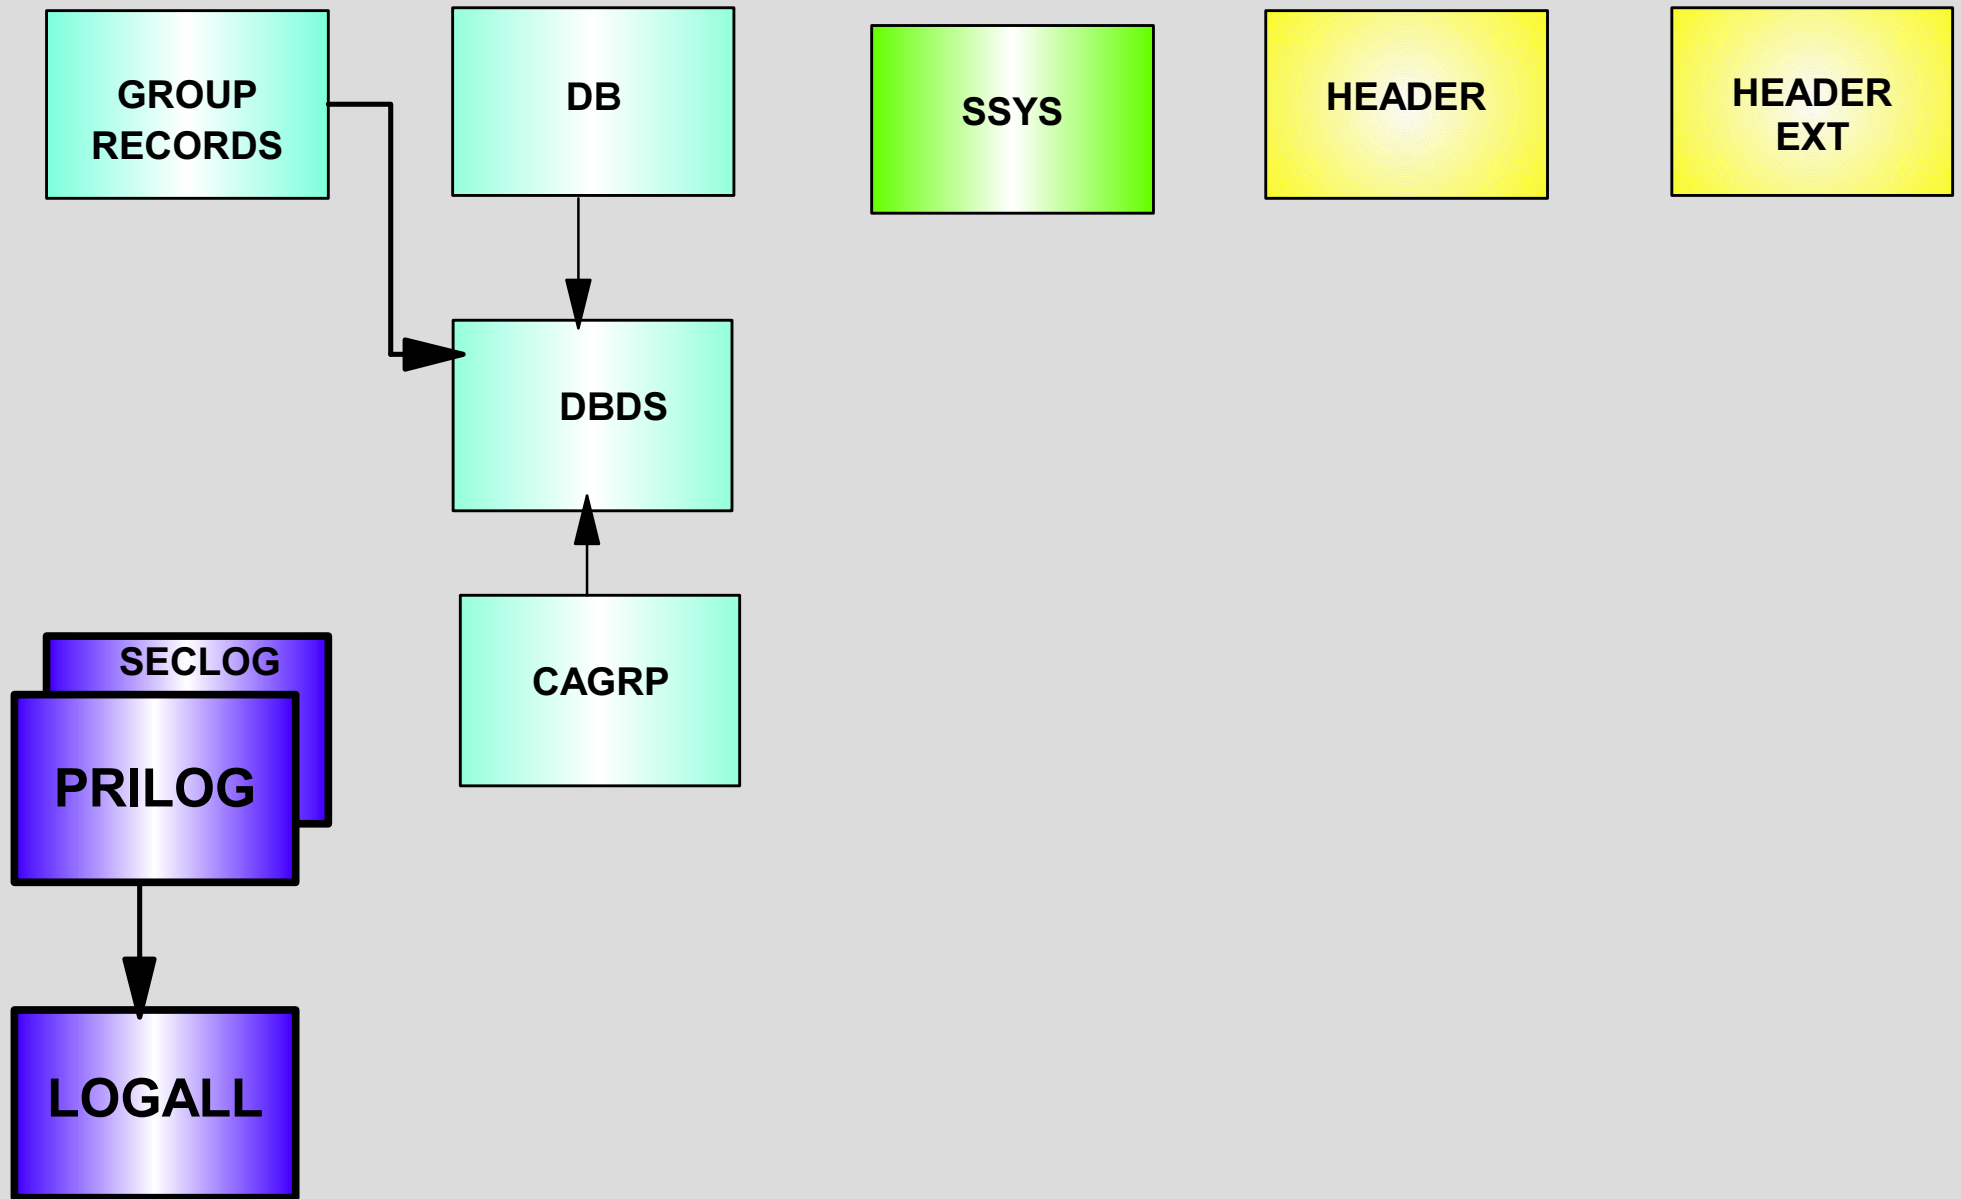 GROUP
RECORDS
DB
SSYS
HEADER
HEADER
EXT
DBDS
SECLOG
CAGRP
PRILOG
LOGALL